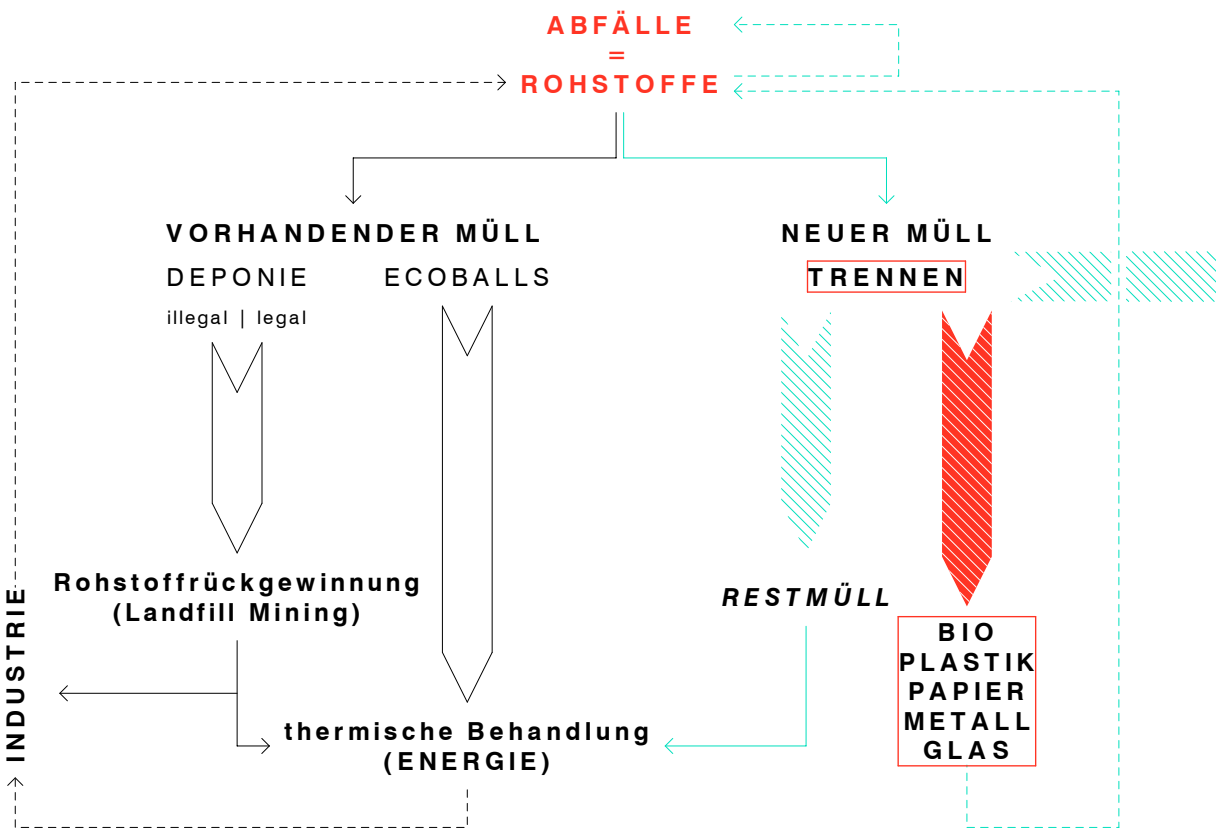 ABFÄLLE
=
ROHSTOFFE
VORHANDENDER MÜLL
DEPONIE
ECOBALLS
illegal | legal
NEUER MÜLL
TRENNEN
Rohstoffrückgewinnung
(Landfill Mining)
INDUSTRIE
thermische Behandlung
(ENERGIE)
RESTMÜLL
BIO
PLASTIK
PAPIER
METALL
GLAS